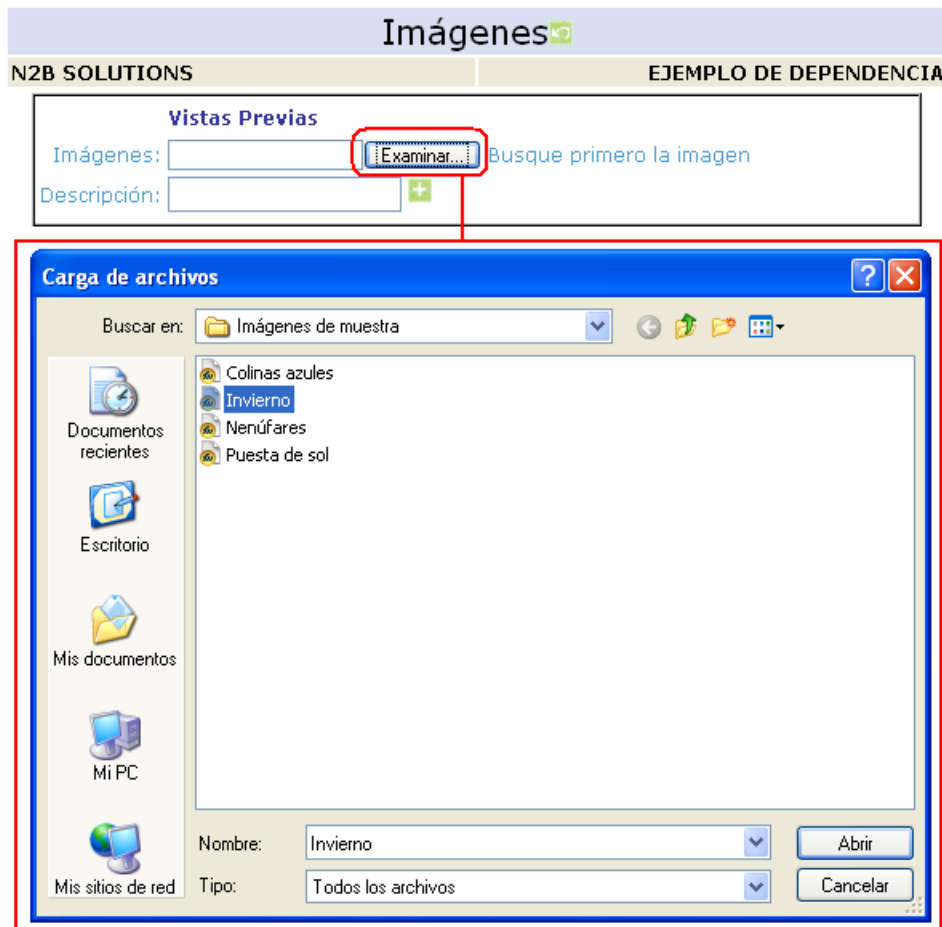 Imágenes
N2B SOLUTIONS EJEMPLO DE DEPENDENCIA
Vistas Previas
Imágenes: Examinar... Busque primero la imagen
Descripción:
Carga de archivos
Buscar en: Imágenes de muestra
Colinas azules
Invierno
Nenúfares
Puesta de sol
Documentos
recientes
Escritorio
Mis documentos
Mi PC
Mis sitios de red
Nombre: Invierno Abrir
Tipo: Todos los archivos Cancelar